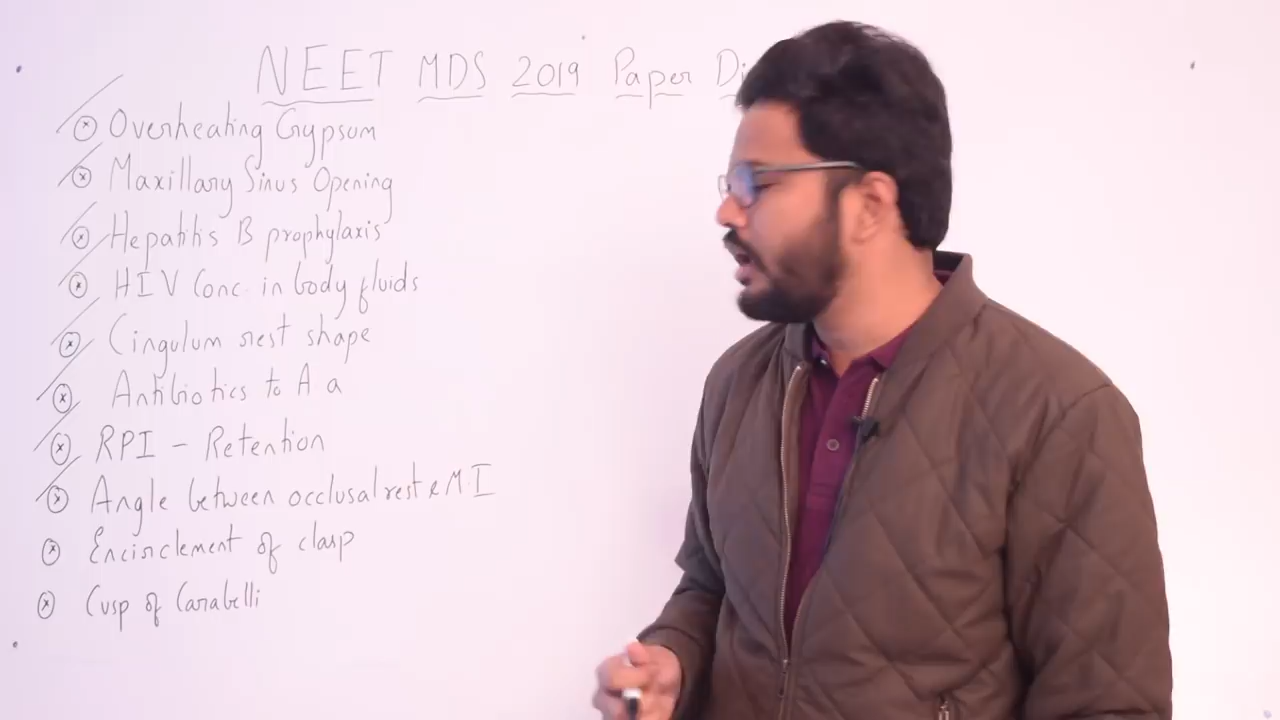 NEET MDS 2019 Paper Di
Overheating Gypsum
Maxillary Sinus Opening
Hepatitis B prophylaxis
HIV Conc. in body fluids
Cingulum rest shape
Antibiotics to A a
RPI - Retention
Angle between occlusal rest & M.I
Encirclement of clasp
Cusp of Carabelli